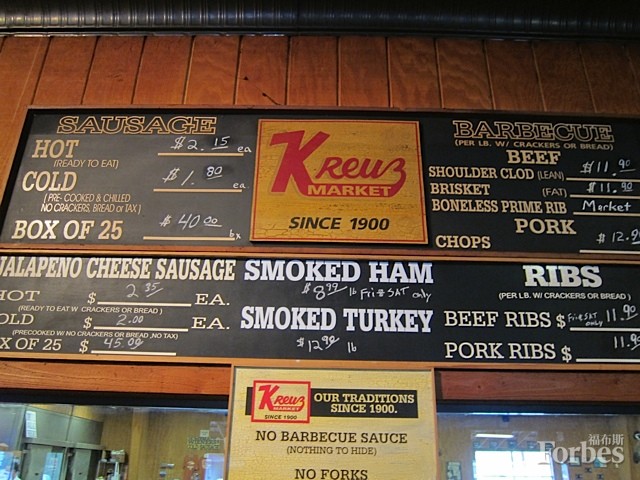 SAUSAGE
HOT $2.15 ea.
(READY TO EAT)
COLD $1.80 ea.
(PRE-COOKED & CHILLED
NO CRACKERS, BREAD or TAX)
BOX OF 25 $40.00 bx
Kreuz
MARKET
SINCE 1900
BARBECUE
(PER LB. W/ CRACKERS OR BREAD)
BEEF
SHOULDER CLOD (LEAN) $11.90
BRISKET (FAT) $11.90
BONELESS PRIME RIB Market
PORK
CHOPS $12.90
JALAPENO CHEESE SAUSAGE
HOT $2.35 EA.
(READY TO EAT W/ CRACKERS OR BREAD)
OLD $2.00 EA.
(PRECOOKED W/ NO CRACKERS OR BREAD, NO TAX)
X OF 25 $45.00
SMOKED HAM
$8.99 lb Fri & SAT only
SMOKED TURKEY
$12.90 lb
RIBS
(PER LB. W/ CRACKERS OR BREAD)
BEEF RIBS $ Fri & SAT only 11.90
PORK RIBS $ 11.9
Kreuz
MARKET
SINCE 1900
OUR TRADITIONS
SINCE 1900.
NO BARBECUE SAUCE
(NOTHING TO HIDE)
NO FORKS
福布斯
Forbes